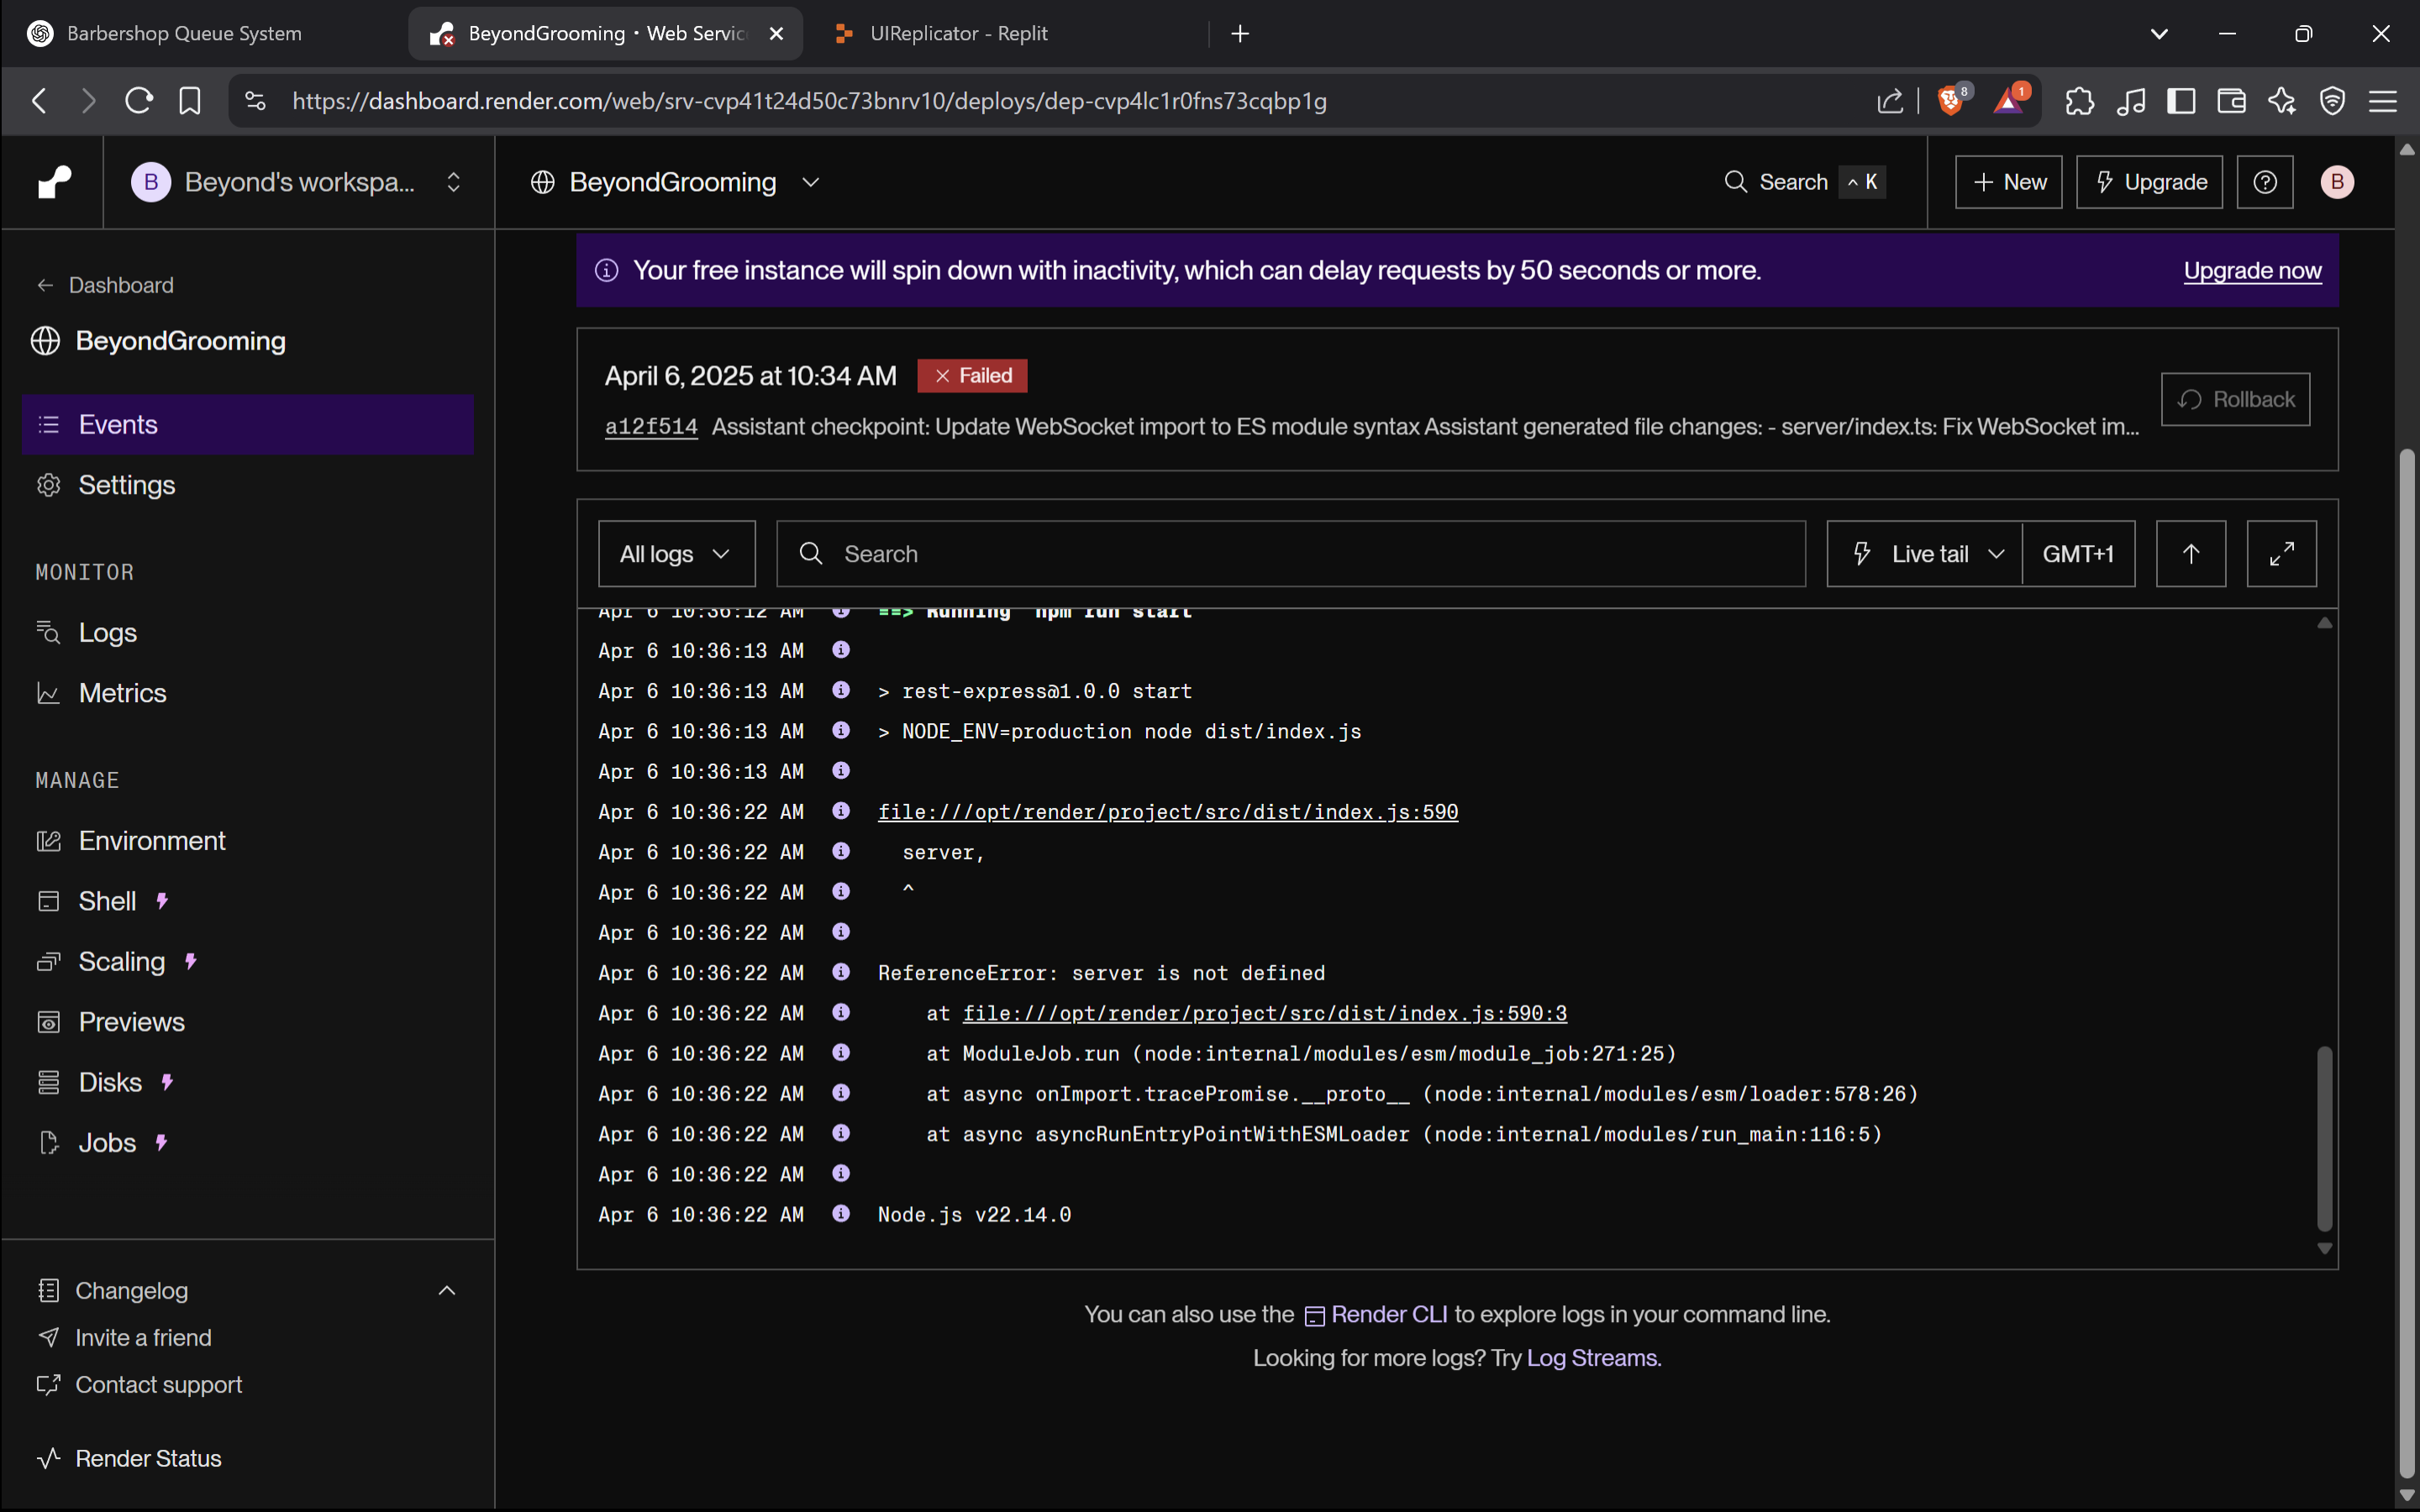 Barbershop Queue System
BeyondGrooming • Web Servic
UIReplicator - Replit
https://dashboard.render.com/web/srv-cvp41t24d50c73bnrv10/deploys/dep-cvp4lc1r0fns73cqbp1g
8
1
B Beyond's workspa...
BeyondGrooming
Search ^ K
+ New
Upgrade
B
← Dashboard
BeyondGrooming
Events
Settings
MONITOR
Logs
Metrics
MANAGE
Environment
Shell
Scaling
Previews
Disks
Jobs
Changelog
Invite a friend
Contact support
Render Status
Your free instance will spin down with inactivity, which can delay requests by 50 seconds or more.
Upgrade now
April 6, 2025 at 10:34 AM
Failed
a12f514 Assistant checkpoint: Update WebSocket import to ES module syntax Assistant generated file changes: - server/index.ts: Fix WebSocket im...
Rollback
All logs
Search
Live tail
GMT+1
Apr 6 10:36:12 AM ==> Running 'npm run start'
Apr 6 10:36:13 AM
Apr 6 10:36:13 AM > rest-express@1.0.0 start
Apr 6 10:36:13 AM > NODE_ENV=production node dist/index.js
Apr 6 10:36:13 AM
Apr 6 10:36:22 AM file:///opt/render/project/src/dist/index.js:590
Apr 6 10:36:22 AM server,
Apr 6 10:36:22 AM ^
Apr 6 10:36:22 AM
Apr 6 10:36:22 AM ReferenceError: server is not defined
Apr 6 10:36:22 AM at file:///opt/render/project/src/dist/index.js:590:3
Apr 6 10:36:22 AM at ModuleJob.run (node:internal/modules/esm/module_job:271:25)
Apr 6 10:36:22 AM at async onImport.tracePromise.__proto__ (node:internal/modules/esm/loader:578:26)
Apr 6 10:36:22 AM at async asyncRunEntryPointWithESMLoader (node:internal/modules/run_main:116:5)
Apr 6 10:36:22 AM
Apr 6 10:36:22 AM Node.js v22.14.0
You can also use the Render CLI to explore logs in your command line.
Looking for more logs? Try Log Streams.